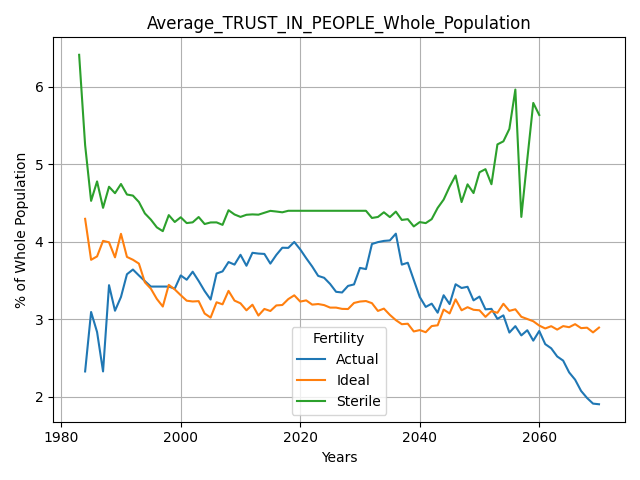 Average_TRUST_IN_PEOPLE_Whole_Population
% of Whole Population
6
5
4
3
2
Fertility
Actual
Ideal
Sterile
1980
2000
2020
2040
2060
Years